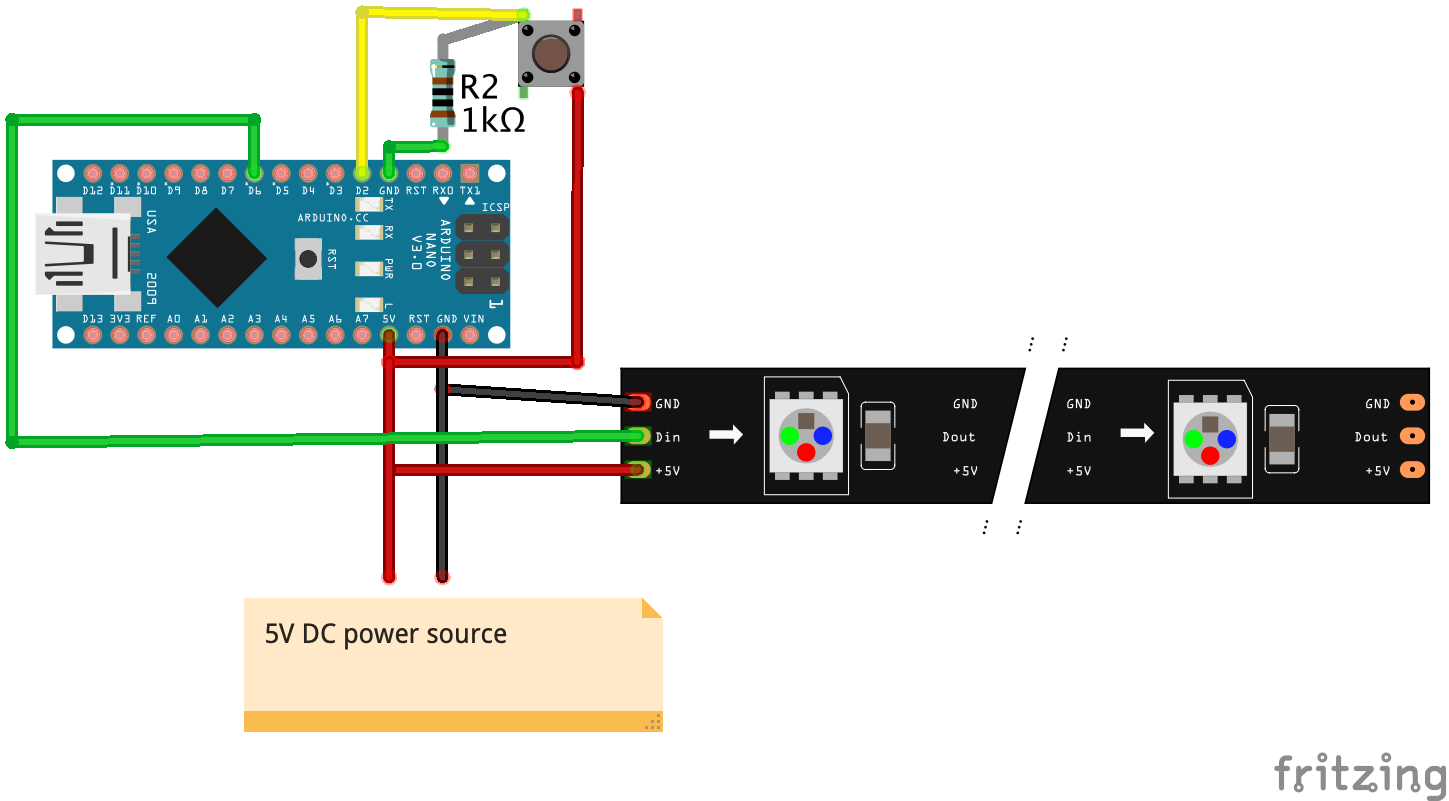 R2
1kΩ
D12 D11 D10 D9 D8 D7 D6 D5 D4 D3 D2 GND RST RX0 TX1
ICSP
USA
ARDUINO.CC
TX
RX
RST
ARDUINO
NANO
V3.0
PWR
2009
L
1
D13 3V3 REF A0 A1 A2 A3 A4 A5 A6 A7 5V RST GND VIN
GND GND GND GND
Din Dout Din Dout
+5V +5V +5V +5V
5V DC power source
fritzing